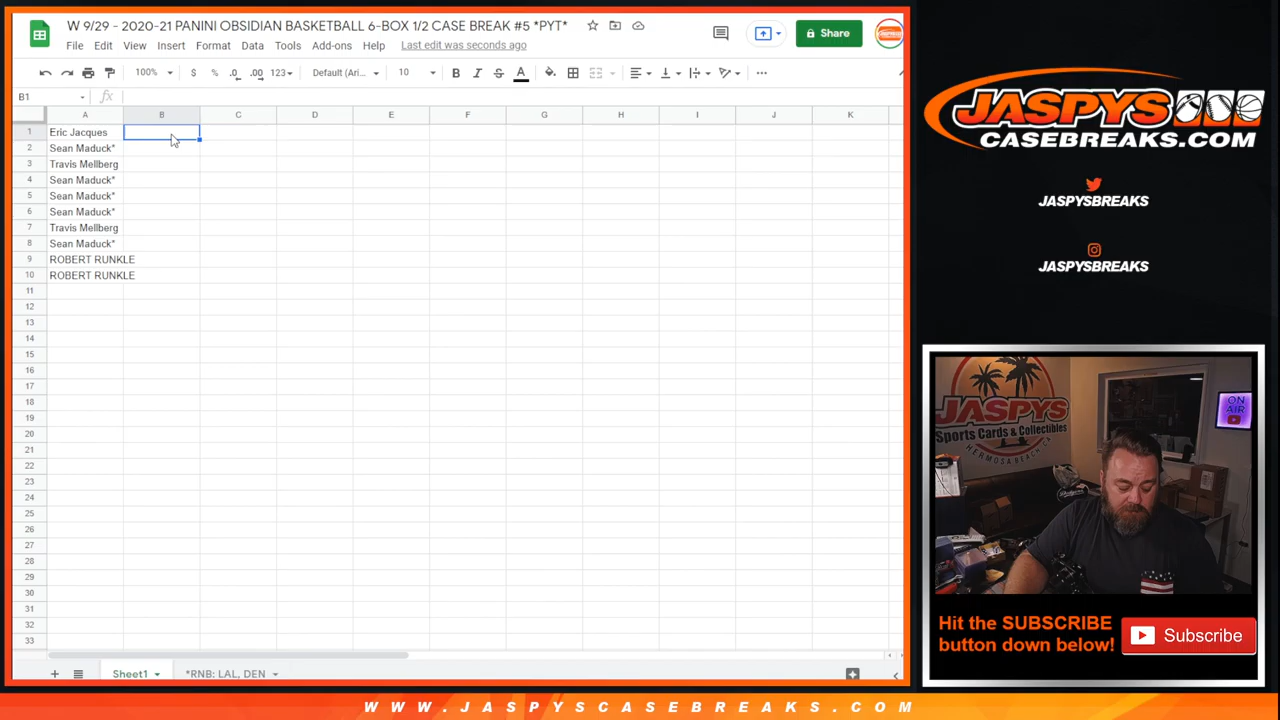 W 9/29 - 2020-21 PANINI OBSIDIAN BASKETBALL 6-BOX 1/2 CASE BREAK #5 *PYT*
File Edit View Insert Format Data Tools Add-ons Help Last edit was seconds ago
Share
100% $ % .0 .00 123 Default (Ari... 10 B I S A
B1 fx
A B C D E F G H I J K
1 Eric Jacques
2 Sean Maduck*
3 Travis Mellberg
4 Sean Maduck*
5 Sean Maduck*
6 Sean Maduck*
7 Travis Mellberg
8 Sean Maduck*
9 ROBERT RUNKLE
10 ROBERT RUNKLE
11
12
13
14
15
16
17
18
19
20
21
22
23
24
25
26
27
28
29
30
31
32
33
Sheet1 *RNB: LAL, DEN
JASPYS
CASEBREAKS.COM
JASPYSBREAKS
JASPYSBREAKS
JASPYS
Sports Cards & Collectibles
HERMOSA BEACH CA
ON
AIR
Hit the SUBSCRIBE
button down below!
Subscribe
WWW.JASPYSCASEBREAKS.COM